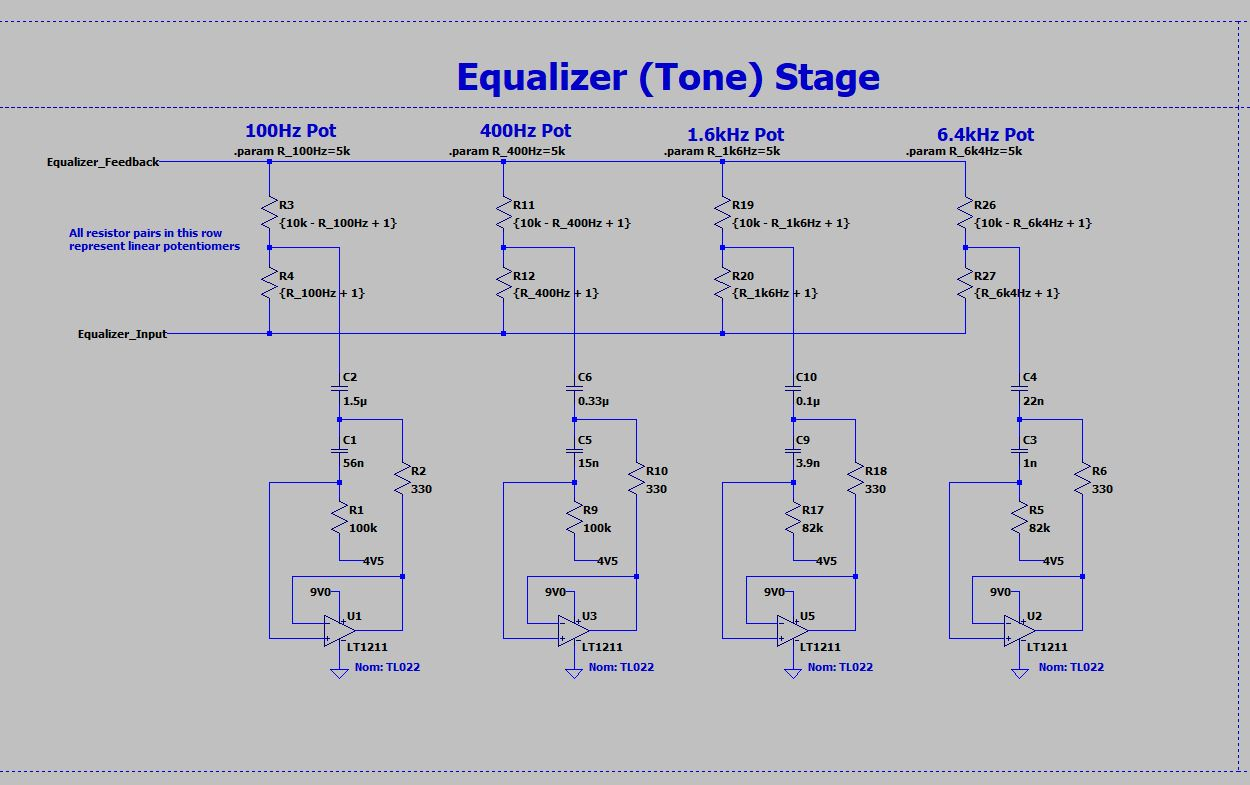 Equalizer (Tone) Stage
100Hz Pot
400Hz Pot
1.6kHz Pot
6.4kHz Pot
.param R_100Hz=5k
.param R_400Hz=5k
.param R_1k6Hz=5k
.param R_6k4Hz=5k
Equalizer_Feedback
R3
{10k - R_100Hz + 1}
R11
{10k - R_400Hz + 1}
R19
{10k - R_1k6Hz + 1}
R26
{10k - R_6k4Hz + 1}
All resistor pairs in this row
represent linear potentiomers
R4
{R_100Hz + 1}
R12
{R_400Hz + 1}
R20
{R_1k6Hz + 1}
R27
{R_6k4Hz + 1}
Equalizer_Input
C2
1.5µ
C6
0.33µ
C10
0.1µ
C4
22n
C1
56n
C5
15n
C9
3.9n
C3
1n
R2
330
R10
330
R18
330
R6
330
R1
100k
R9
100k
R17
82k
R5
82k
4V5
4V5
4V5
4V5
9V0
U1
LT1211
Nom: TL022
9V0
U3
LT1211
Nom: TL022
9V0
U5
LT1211
Nom: TL022
9V0
U2
LT1211
Nom: TL022